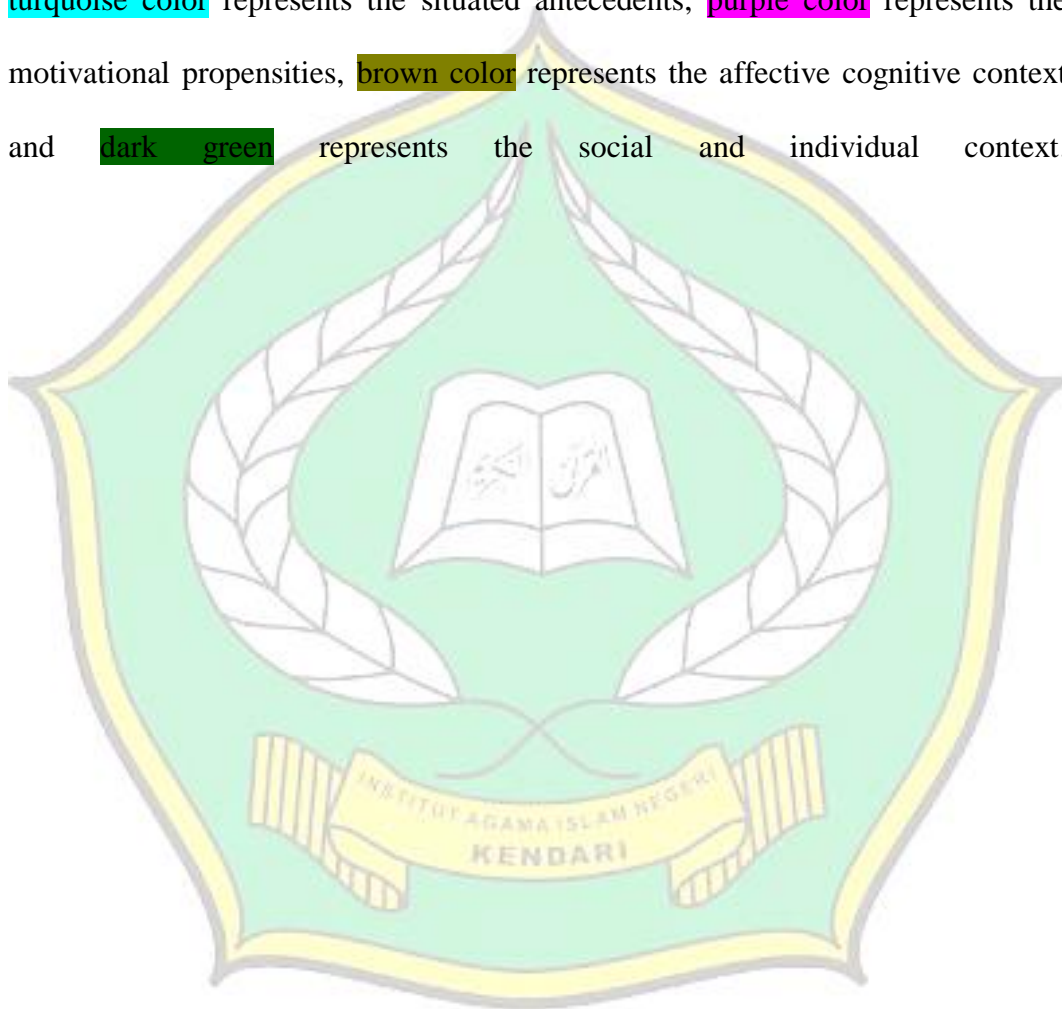 turquoise color represents the situated antecedents, purple color represents the
motivational propensities, brown color represents the affective cognitive context
and dark green represents the social and individual context
INSTITUT AGAMA ISLAM NEGERI
KENDARI